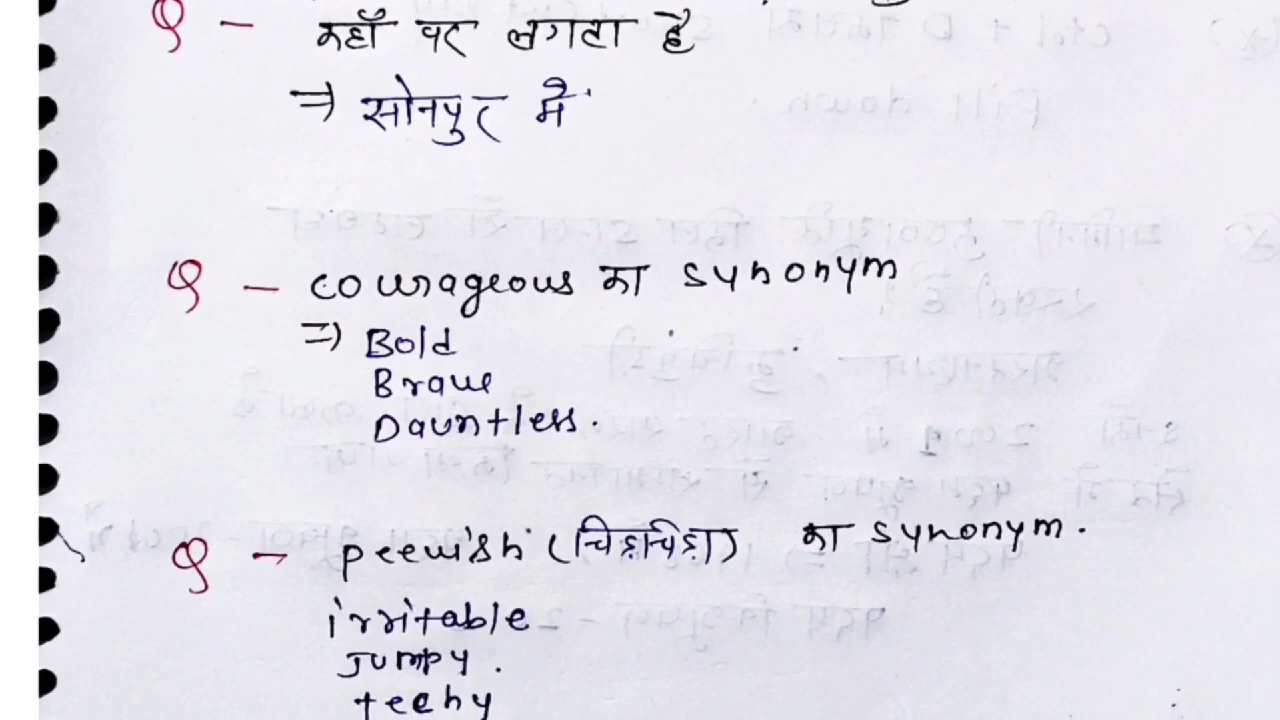 Q - कहाँ पर लगता है
⇒ सोनपुर में
Q - courageous का synonym
⇒ Bold
Brave
Dauntless.
Q - peevish (चिड़चिड़ा) का synonym.
irritable
Jumpy.
techy